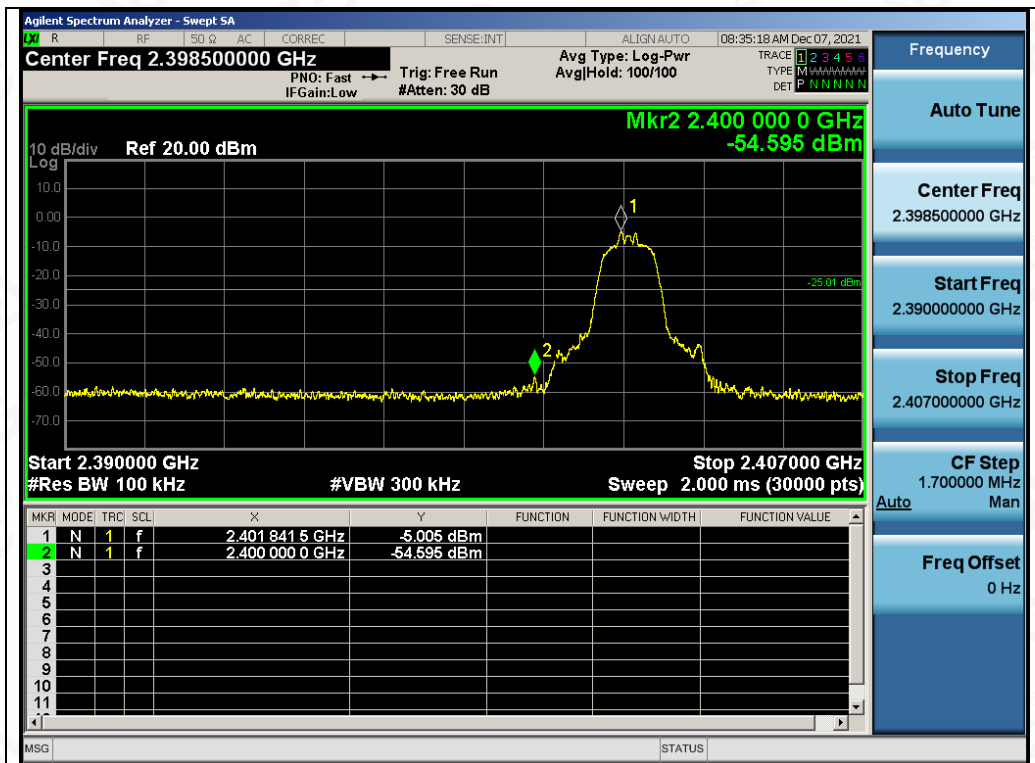 Agilent Spectrum Analyzer - Swept SA
LXI R RF 50 Ω AC CORREC SENSE:INT ALIGN AUTO 08:35:18 AM Dec 07, 2021
Center Freq 2.398500000 GHz
PNO: Fast
IFGain:Low
Trig: Free Run
#Atten: 30 dB
Avg Type: Log-Pwr
Avg|Hold: 100/100
TRACE 1 2 3 4 5 6
TYPE M
DET P N N N N N
Mkr2 2.400 000 0 GHz
-54.595 dBm
10 dB/div Ref 20.00 dBm
Log
10.0
0.00
-10.0
-20.0
-30.0
-40.0
-50.0
-60.0
-70.0
1
2
-25.01 dBm
Start 2.390000 GHz Stop 2.407000 GHz
#Res BW 100 kHz #VBW 300 kHz Sweep 2.000 ms (30000 pts)
MKR MODE TRC SCL X Y FUNCTION FUNCTION WIDTH FUNCTION VALUE
1 N 1 f 2.401 841 5 GHz -5.005 dBm
2 N 1 f 2.400 000 0 GHz -54.595 dBm
3
4
5
6
7
8
9
10
11
MSG STATUS
Frequency
Auto Tune
Center Freq
2.398500000 GHz
Start Freq
2.390000000 GHz
Stop Freq
2.407000000 GHz
CF Step
1.700000 MHz
Auto Man
Freq Offset
0 Hz